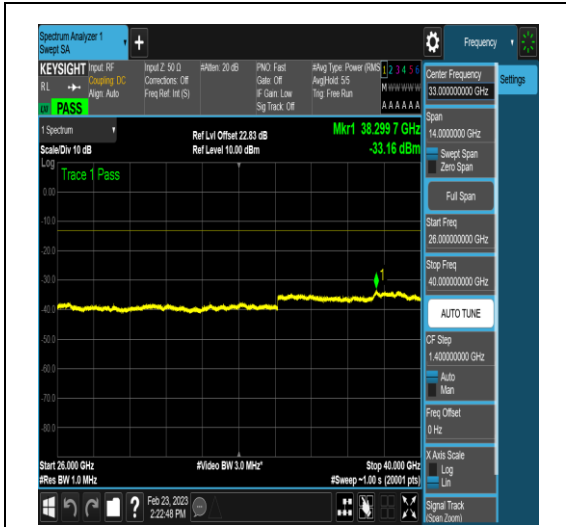 Spectrum Analyzer 1
Swept SA
+
Frequency
KEYSIGHT
RL
Input: RF
Coupling: DC
Align: Auto
Input Z: 50 Ω
Corrections: Off
Freq Ref: Int (S)
#Atten: 20 dB
PNO: Fast
Gate: Off
IF Gain: Low
Sig Track: Off
#Avg Type: Power (RMS
Avg|Hold: 5/5
Trig: Free Run
1 2 3 4 5 6
M W W W W W
A A A A A A
PASS
1 Spectrum
Scale/Div 10 dB
Ref Lvl Offset 22.83 dB
Ref Level 10.00 dBm
Mkr1 38.299 7 GHz
-33.16 dBm
Log
Trace 1 Pass
0.00
-10.0
-20.0
-30.0
-40.0
-50.0
-60.0
-70.0
-80.0
1
Start 26.000 GHz
#Res BW 1.0 MHz
#Video BW 3.0 MHz*
Stop 40.000 GHz
#Sweep ~1.00 s (20001 pts)
Center Frequency
33.000000000 GHz
Settings
Span
14.0000000 GHz
Swept Span
Zero Span
Full Span
Start Freq
26.000000000 GHz
Stop Freq
40.000000000 GHz
AUTO TUNE
CF Step
1.400000000 GHz
Auto
Man
Freq Offset
0 Hz
X Axis Scale
Log
Lin
Signal Track
(Span Zoom)
?
Feb 23, 2023
2:22:48 PM